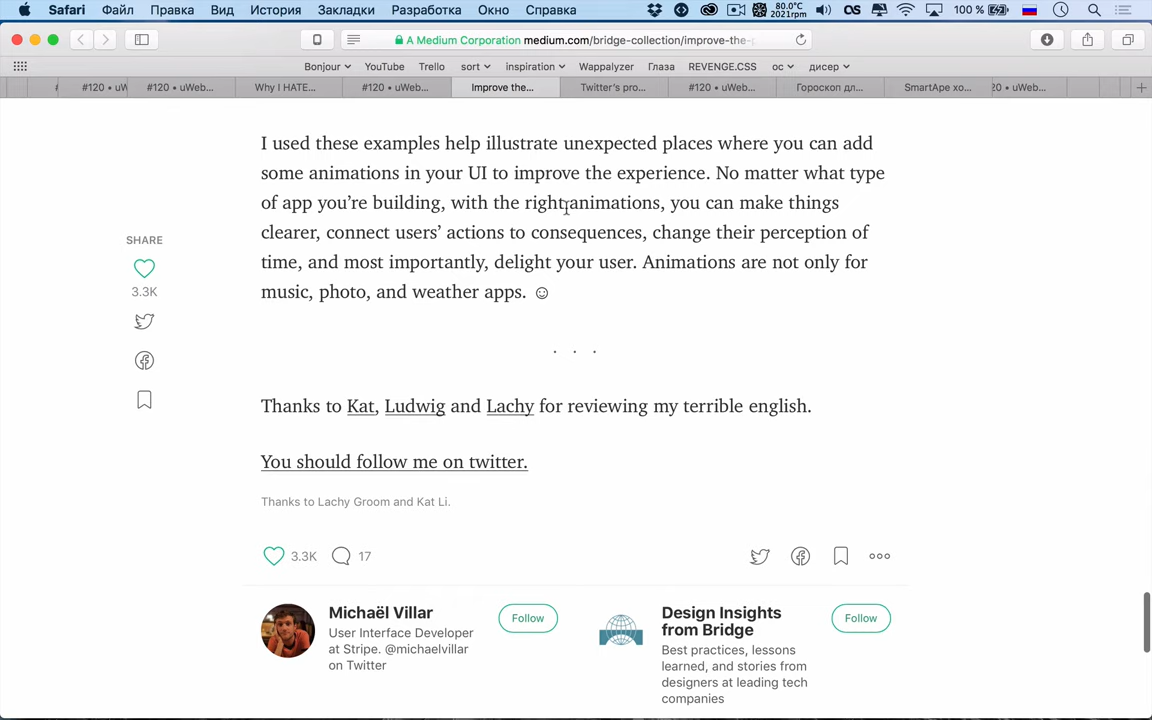 Safari Файл Правка Вид История Закладки Разработка Окно Справка 80.0°C 2021rpm 100 %
A Medium Corporation medium.com/bridge-collection/improve-the-
Bonjour YouTube Trello sort inspiration Wappalyzer Глаза REVENGE.CSS ос дисер
#120 • uW #120 • uWeb... Why I HATE... #120 • uWeb... Improve the... Twitter's pro... #120 • uWeb... Гороскоп дл... SmartApe хо... 20 • uWeb...
I used these examples help illustrate unexpected places where you can add
some animations in your UI to improve the experience. No matter what type
of app you're building, with the right animations, you can make things
clearer, connect users' actions to consequences, change their perception of
time, and most importantly, delight your user. Animations are not only for
music, photo, and weather apps. ☺
SHARE
3.3K
. . .
Thanks to Kat, Ludwig and Lachy for reviewing my terrible english.
You should follow me on twitter.
Thanks to Lachy Groom and Kat Li.
3.3K 17
Michaël Villar
User Interface Developer
at Stripe. @michaelvillar
on Twitter
Follow
Design Insights
from Bridge
Best practices, lessons
learned, and stories from
designers at leading tech
companies
Follow